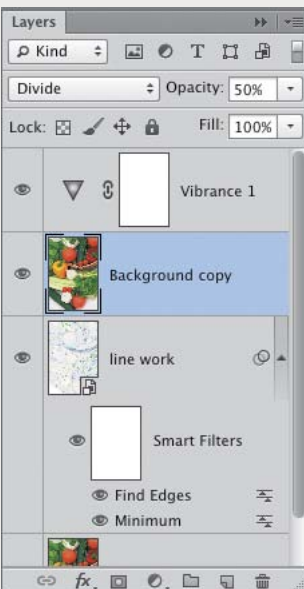 Layers
Kind
Divide Opacity: 50%
Lock: Fill: 100%
Vibrance 1
Background copy
line work
Smart Filters
Find Edges
Minimum
fx